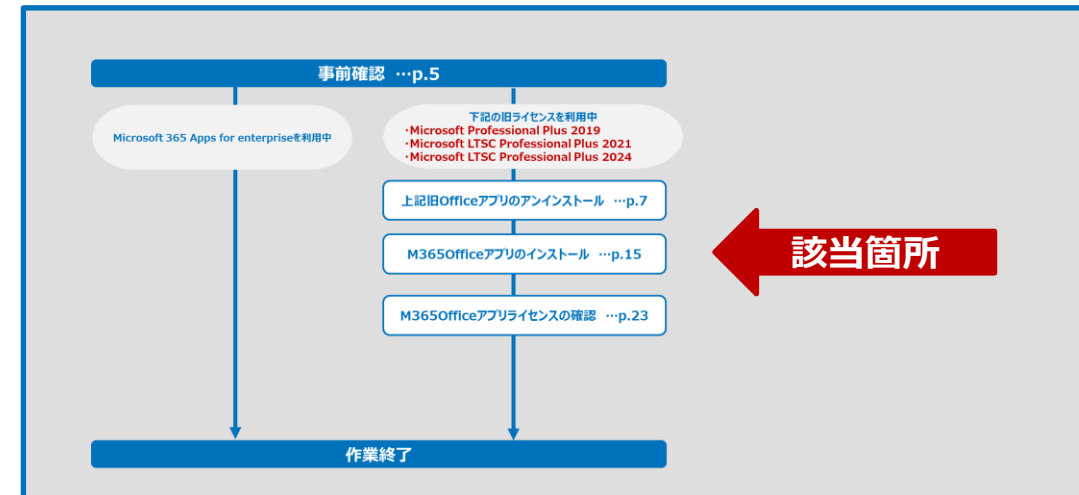 事前確認 …p.5
Microsoft 365 Apps for enterpriseを利用中
下記の旧ライセンスを利用中
・Microsoft Professional Plus 2019
・Microsoft LTSC Professional Plus 2021
・Microsoft LTSC Professional Plus 2024
上記旧Officeアプリのアンインストール …p.7
M365Officeアプリのインストール …p.15
該当箇所
M365Officeアプリライセンスの確認 …p.23
作業終了